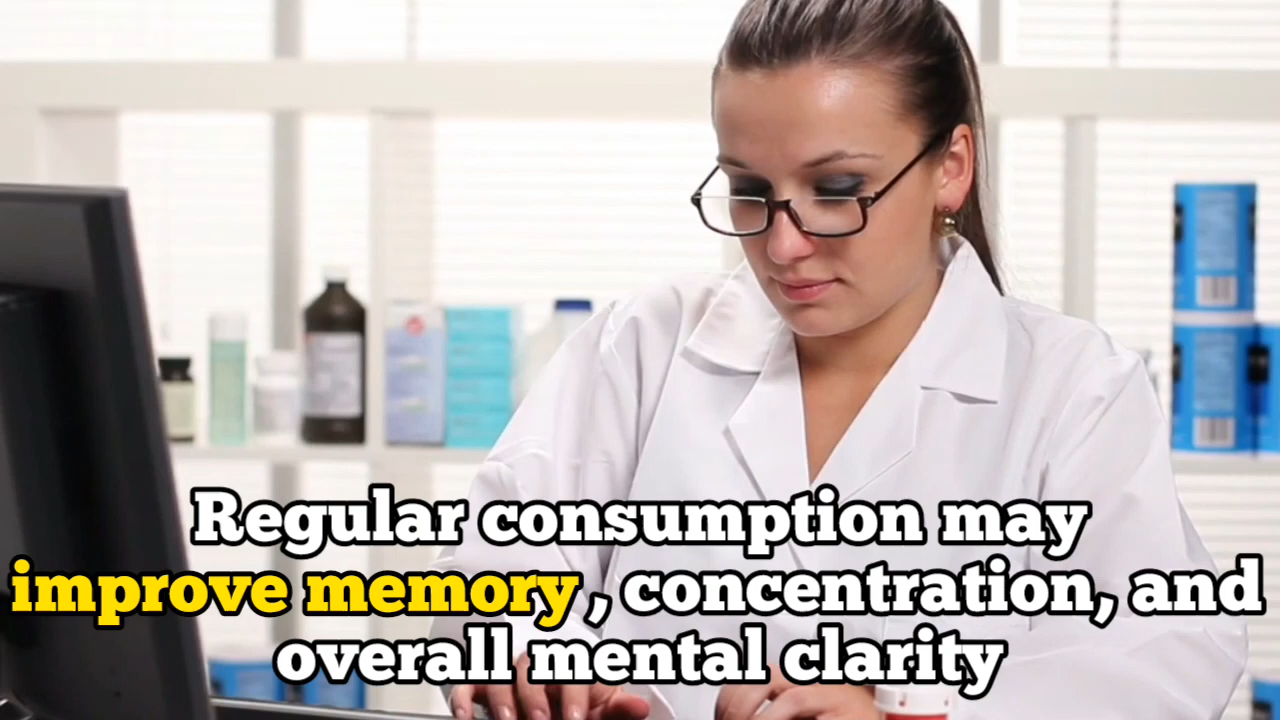 Regular consumption may
improve memory, concentration, and
overall mental clarity